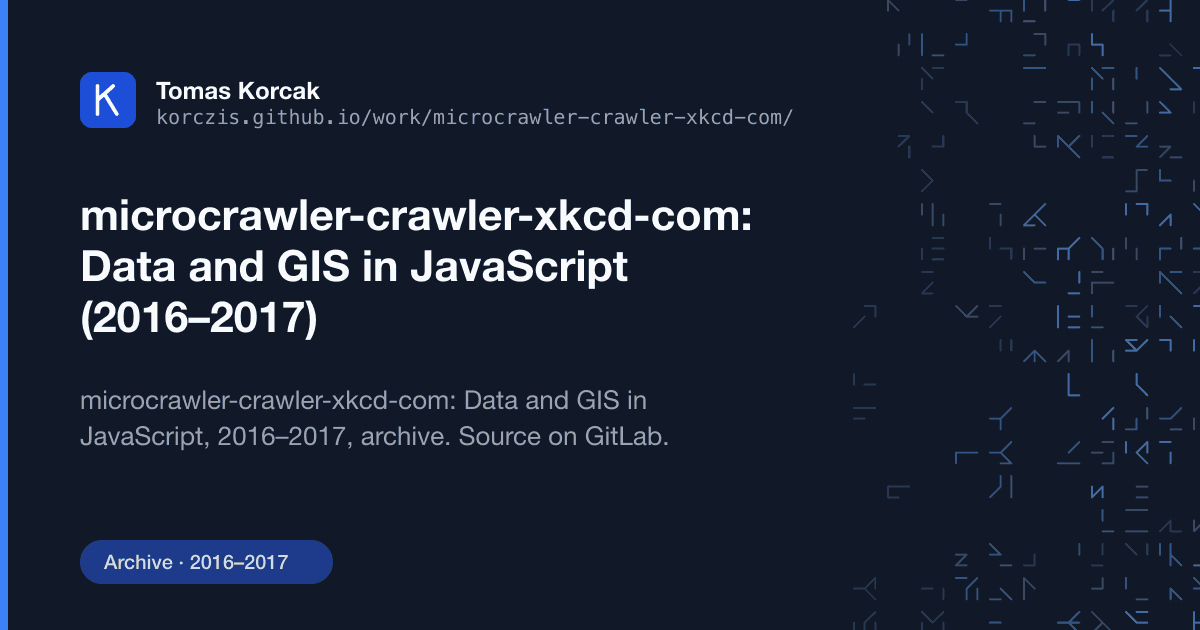 K
Tomas Korcak
korczis.github.io/work/microcrawler-crawler-xkcd-com/
microcrawler-crawler-xkcd-com:
Data and GIS in JavaScript
(2016–2017)
microcrawler-crawler-xkcd-com: Data and GIS in
JavaScript, 2016–2017, archive. Source on GitLab.
Archive · 2016–2017